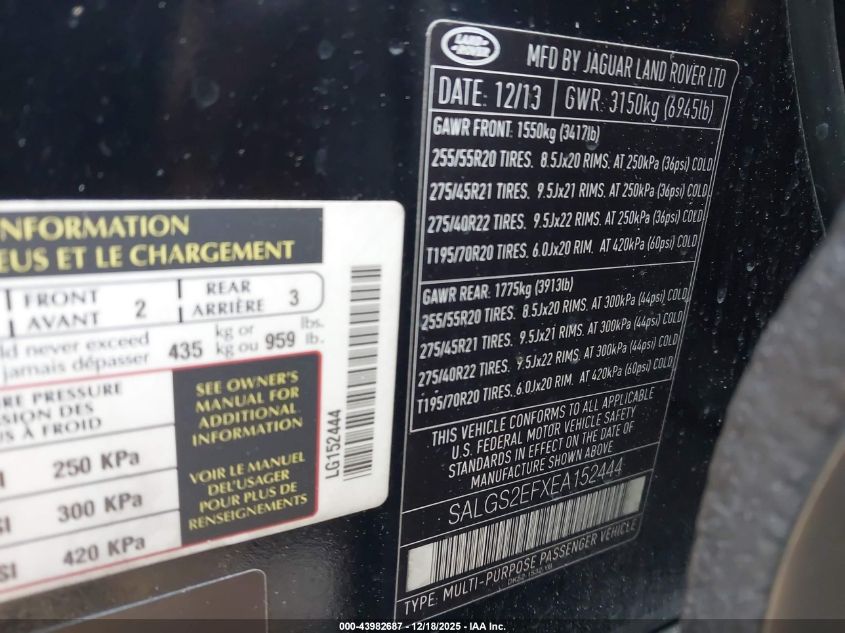 INFORMATION
EUS ET LE CHARGEMENT
FRONT 2 REAR 3
AVANT ARRIÈRE
ld never exceed 435 kg or 959 lbs.
jamais dépasser kg ou lb.
PRESSURE
SSION DES
À FROID
250 KPa
300 KPa
420 KPa
SEE OWNER'S
MANUAL FOR
ADDITIONAL
INFORMATION
VOIR LE MANUEL
DEL'USAGER
POUR PLUS DE
RENSEIGNEMENTS
LG152444
LAND ROVER
MFD BY JAGUAR LAND ROVER LTD
DATE: 12/13 GWR: 3150kg (6945lb)
GAWR FRONT: 1550kg (3417lb)
255/55R20 TIRES. 8.5Jx20 RIMS. AT 250kPa (36psi) COLD
275/45R21 TIRES. 9.5Jx21 RIMS. AT 250kPa (36psi) COLD
275/40R22 TIRES. 9.5Jx22 RIMS. AT 250kPa (36psi) COLD
T195/70R20 TIRES. 6.0Jx20 RIM. AT 420kPa (60psi) COLD
GAWR REAR: 1775kg (3913lb)
255/55R20 TIRES. 8.5Jx20 RIMS. AT 300kPa (44psi) COLD
275/45R21 TIRES. 9.5Jx21 RIMS. AT 300kPa (44psi) COLD
275/40R22 TIRES. 9.5Jx22 RIMS. AT 300kPa (44psi) COLD
T195/70R20 TIRES. 6.0Jx20 RIM. AT 420kPa (60psi) COLD
THIS VEHICLE CONFORMS TO ALL APPLICABLE
U.S. FEDERAL MOTOR VEHICLE SAFETY
STANDARDS IN EFFECT ON THE DATE OF
MANUFACTURE SHOWN ABOVE
SALGS2EFXEA152444
TYPE: MULTI-PURPOSE PASSENGER VEHICLE
000-43982687 - 12/18/2025 - IAA Inc.